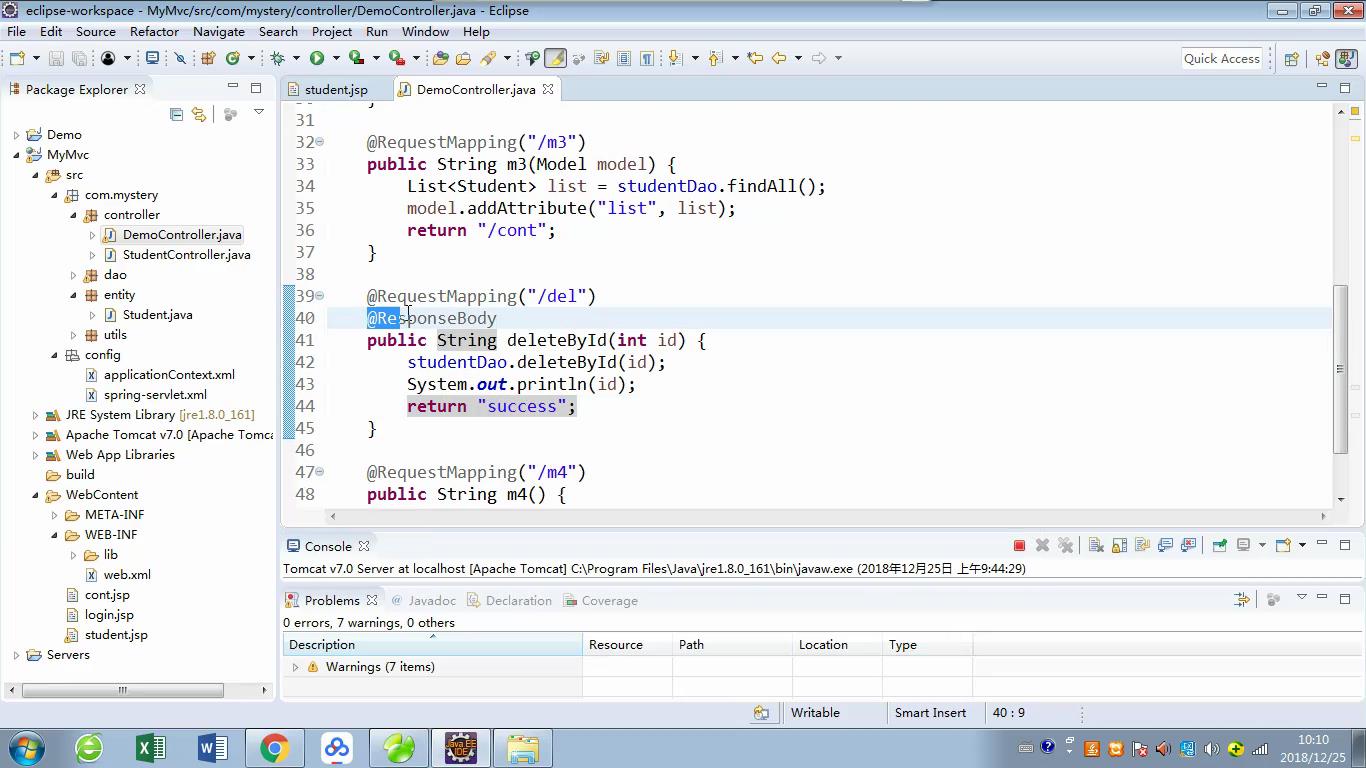 eclipse-workspace - MyMvc/src/com/mystery/controller/DemoController.java - Eclipse
File Edit Source Refactor Navigate Search Project Run Window Help
Quick Access
Package Explorer
student.jsp
DemoController.java
Demo
MyMvc
src
com.mystery
controller
DemoController.java
StudentController.java
dao
entity
Student.java
utils
config
applicationContext.xml
spring-servlet.xml
JRE System Library [jre1.8.0_161]
Apache Tomcat v7.0 [Apache Tomca
Web App Libraries
build
WebContent
META-INF
WEB-INF
lib
web.xml
cont.jsp
login.jsp
student.jsp
Servers
31
32 @RequestMapping("/m3")
33 public String m3(Model model) {
34 List<Student> list = studentDao.findAll();
35 model.addAttribute("list", list);
36 return "/cont";
37 }
38
39 @RequestMapping("/del")
40 @ResponseBody
41 public String deleteById(int id) {
42 studentDao.deleteById(id);
43 System.out.println(id);
44 return "success";
45 }
46
47 @RequestMapping("/m4")
48 public String m4() {
Console
Tomcat v7.0 Server at localhost [Apache Tomcat] C:\Program Files\Java\jre1.8.0_161\bin\javaw.exe (2018年12月25日 上午9:44:29)
Problems Javadoc Declaration Coverage
0 errors, 7 warnings, 0 others
Description Resource Path Location Type
Warnings (7 items)
Writable Smart Insert 40 : 9
Java EE
IDE
10:10
2018/12/25